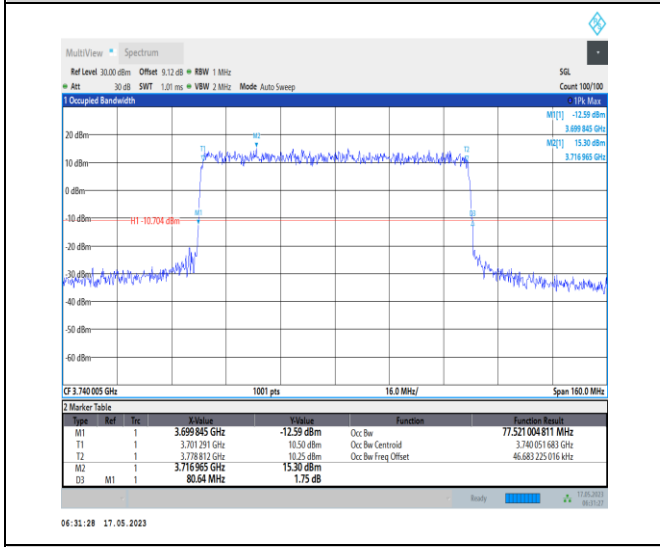 MultiView Spectrum
Ref Level 30.00 dBm Offset 9.12 dB RBW 1 MHz SGL
Att 30 dB SWT 1.01 ms VBW 2 MHz Mode Auto Sweep Count 100/100
1 Occupied Bandwidth 1Pk Max
M1[1] -12.59 dBm
3.699 845 GHz
M2[1] 15.30 dBm
3.716 965 GHz
20 dBm
M2
T1 T2
10 dBm
0 dBm
M1 D3
-10 dBm H1 -10.704 dBm
-20 dBm
-30 dBm
-40 dBm
-50 dBm
-60 dBm
CF 3.740 005 GHz 1001 pts 16.0 MHz/ Span 160.0 MHz
2 Marker Table
Type Ref Trc X-Value Y-Value Function Function Result
M1 1 3.699 845 GHz -12.59 dBm Occ Bw 77.521 004 811 MHz
T1 1 3.701 291 GHz 10.50 dBm Occ Bw Centroid 3.740 051 683 GHz
T2 1 3.778 812 GHz 10.25 dBm Occ Bw Freq Offset 46.683 225 016 kHz
M2 1 3.716 965 GHz 15.30 dBm
D3 M1 1 80.64 MHz 1.75 dB
Ready 17.05.2023
06:31:27
06:31:28 17.05.2023